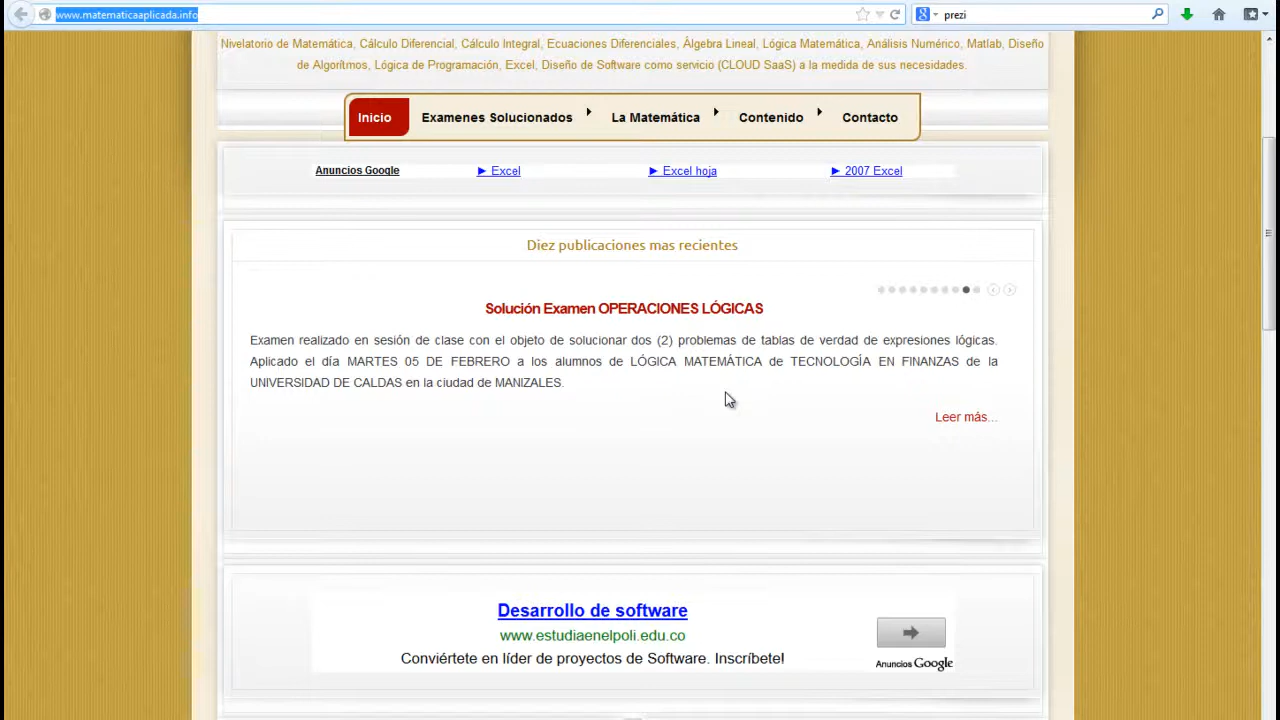 www.matematicaaplicada.info
prezi
Nivelatorio de Matemática, Cálculo Diferencial, Cálculo Integral, Ecuaciones Diferenciales, Álgebra Lineal, Lógica Matemática, Análisis Numérico, Matlab, Diseño
de Algorítmos, Lógica de Programación, Excel, Diseño de Software como servicio (CLOUD SaaS) a la medida de sus necesidades.
Inicio Examenes Solucionados La Matemática Contenido Contacto
Anuncios Google ► Excel ► Excel hoja ► 2007 Excel
Diez publicaciones mas recientes
Solución Examen OPERACIONES LÓGICAS
Examen realizado en sesión de clase con el objeto de solucionar dos (2) problemas de tablas de verdad de expresiones lógicas.
Aplicado el día MARTES 05 DE FEBRERO a los alumnos de LÓGICA MATEMÁTICA de TECNOLOGÍA EN FINANZAS de la
UNIVERSIDAD DE CALDAS en la ciudad de MANIZALES.
Leer más...
Desarrollo de software
www.estudiaenelpoli.edu.co
Conviértete en líder de proyectos de Software. Inscríbete!
Anuncios Google